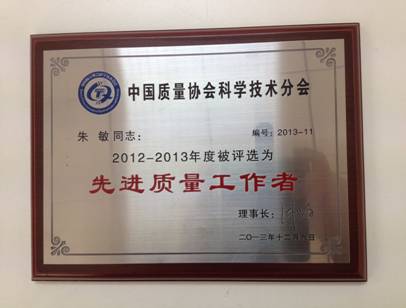 中国质量协会科学技术分会
朱 敏 同志： 编号：2013-11
2012-2013年度被评选为
先进质量工作者
理事长：
二〇一三年十二月九日